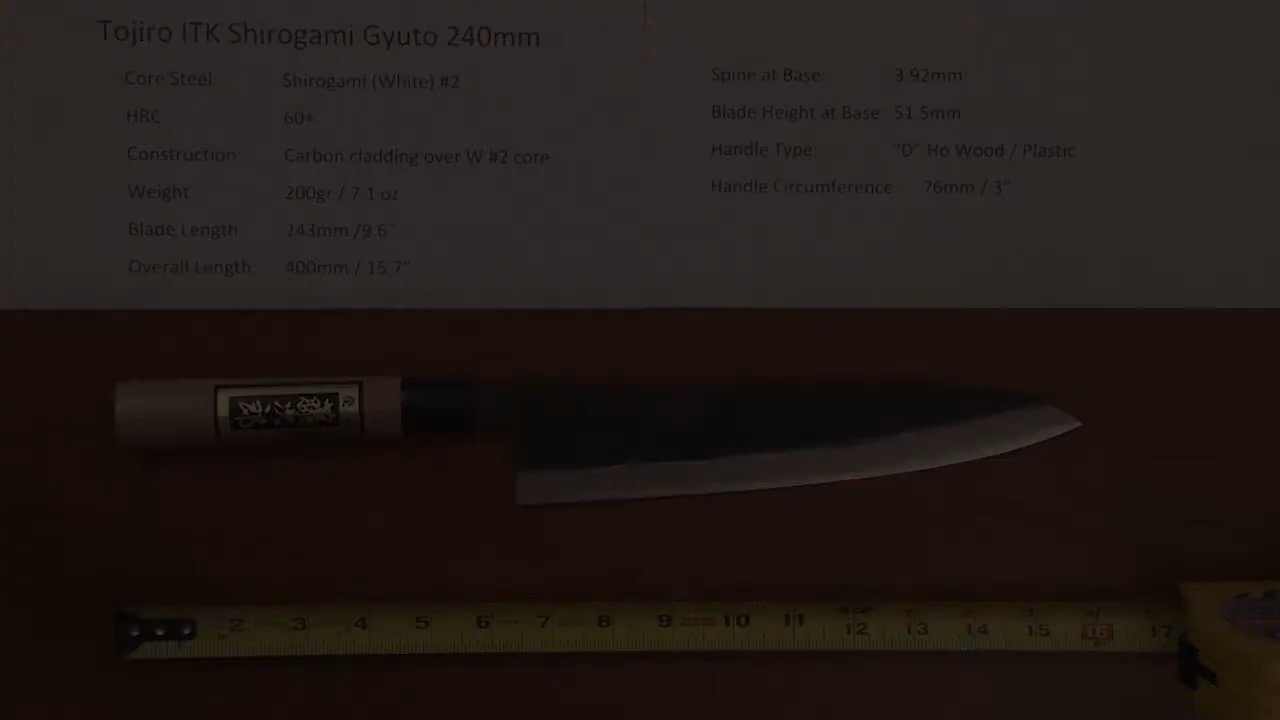 Tojiro ITK Shirogami Gyuto 240mm
Core Steel: Shirogami (White) #2
HRC 60+
Construction: Carbon cladding over W #2 core
Weight 200gr / 7.1 oz
Blade Length 243mm /9.6"
Overall Length: 400mm / 15.7"
Spine at Base: 3.92mm
Blade Height at Base: 51.5mm
Handle Type: "D" Ho Wood / Plastic
Handle Circumference: 76mm / 3"
2 3 4 5 6 7 8 9 10 11 12 13 14 15 16 17